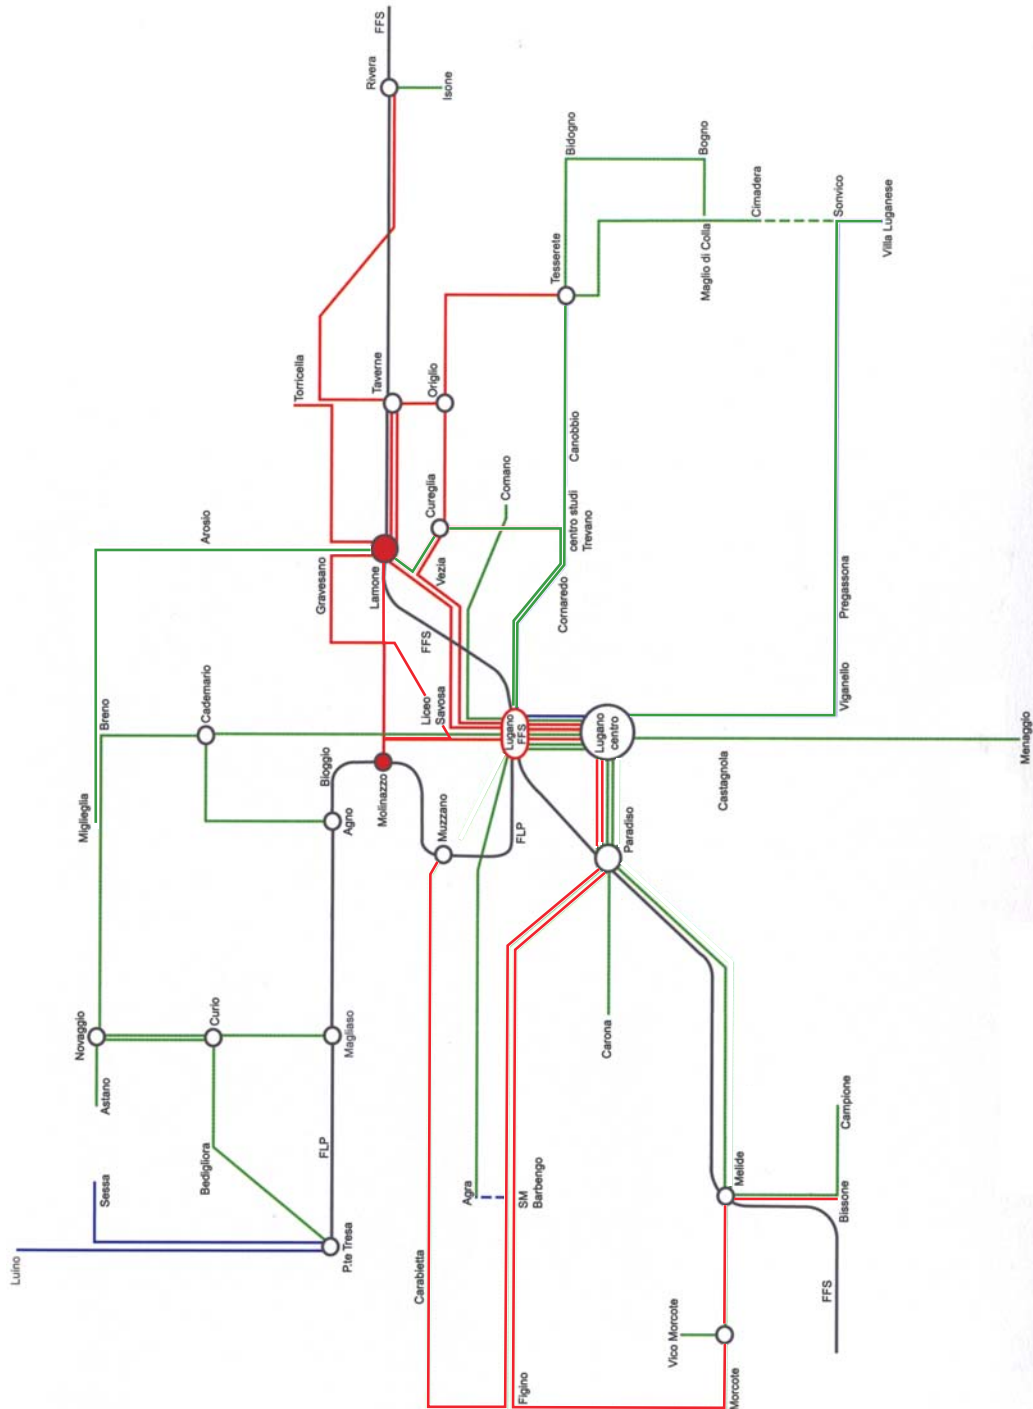 FFS
Rivera
Isone
Bidogno
Bogno
Cimadera
Sonvico
Villa Luganese
Maglio di Colla
Tesserete
Torricella
Taverne
Origlio
Canobbio
Comano
Cureglia
centro studi
Trevano
Arosio
Gravesano
Lamone
Vezia
Cornaredo
Pregassona
FFS
Liceo
Savosa
Viganello
Breno
Cademario
Bioggio
Molinazzo
Lugano
FFS
Lugano
centro
Menaggio
Castagnola
Miglieglia
Agno
Muzzano
FLP
Paradiso
Novaggio
Curio
Magliaso
Carona
Astano
Campione
Sessa
Bedigliora
FLP
Agra
SM
Barbengo
Melide
Bissone
Luino
P.te Tresa
Carabietta
FFS
Vico Morcote
Figino
Morcote